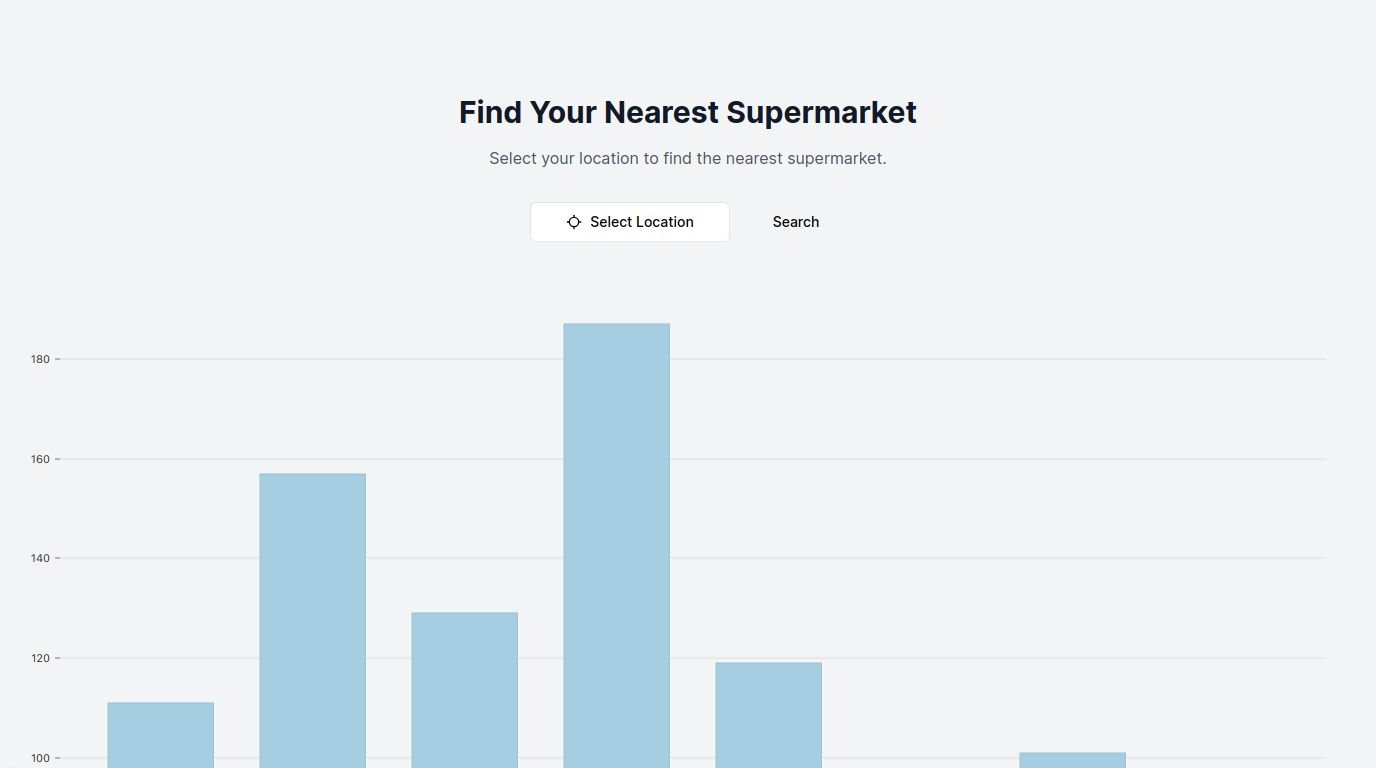 Find Your Nearest Supermarket
Select your location to find the nearest supermarket.
Select Location
Search
180
160
140
120
100